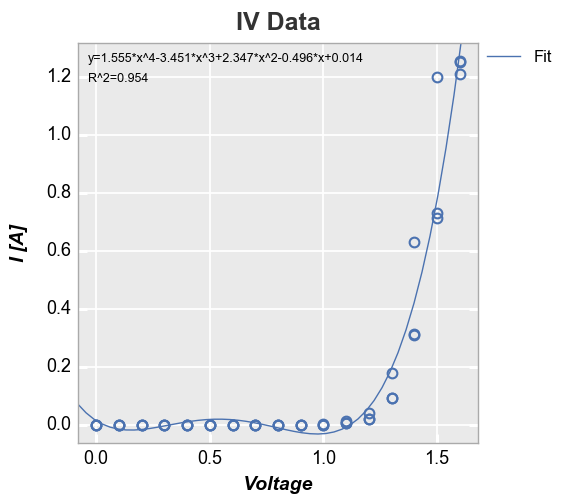 IV Data
y=1.555*x^4-3.451*x^3+2.347*x^2-0.496*x+0.014
R^2=0.954
Fit
1.2
1.0
0.8
0.6
0.4
0.2
0.0
I [A]
0.0 0.5 1.0 1.5
Voltage